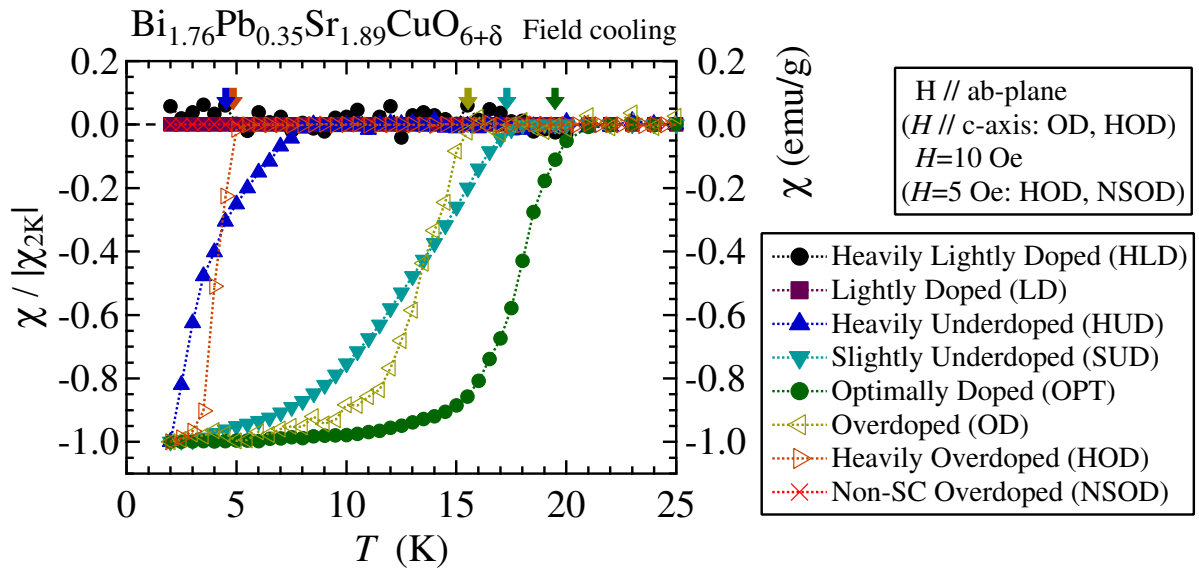 Bi1.76Pb0.35Sr1.89CuO6+δ Field cooling
0.2
0.0
-0.2
-0.4
-0.6
-0.8
-1.0
χ / |χ2K|
0 5 10 15 20 25
T (K)
0.2
0.0
-0.2
-0.4
-0.6
-0.8
-1.0
χ (emu/g)
H // ab-plane
(H // c-axis: OD, HOD)
H=10 Oe
(H=5 Oe: HOD, NSOD)
Heavily Lightly Doped (HLD)
Lightly Doped (LD)
Heavily Underdoped (HUD)
Slightly Underdoped (SUD)
Optimally Doped (OPT)
Overdoped (OD)
Heavily Overdoped (HOD)
Non-SC Overdoped (NSOD)